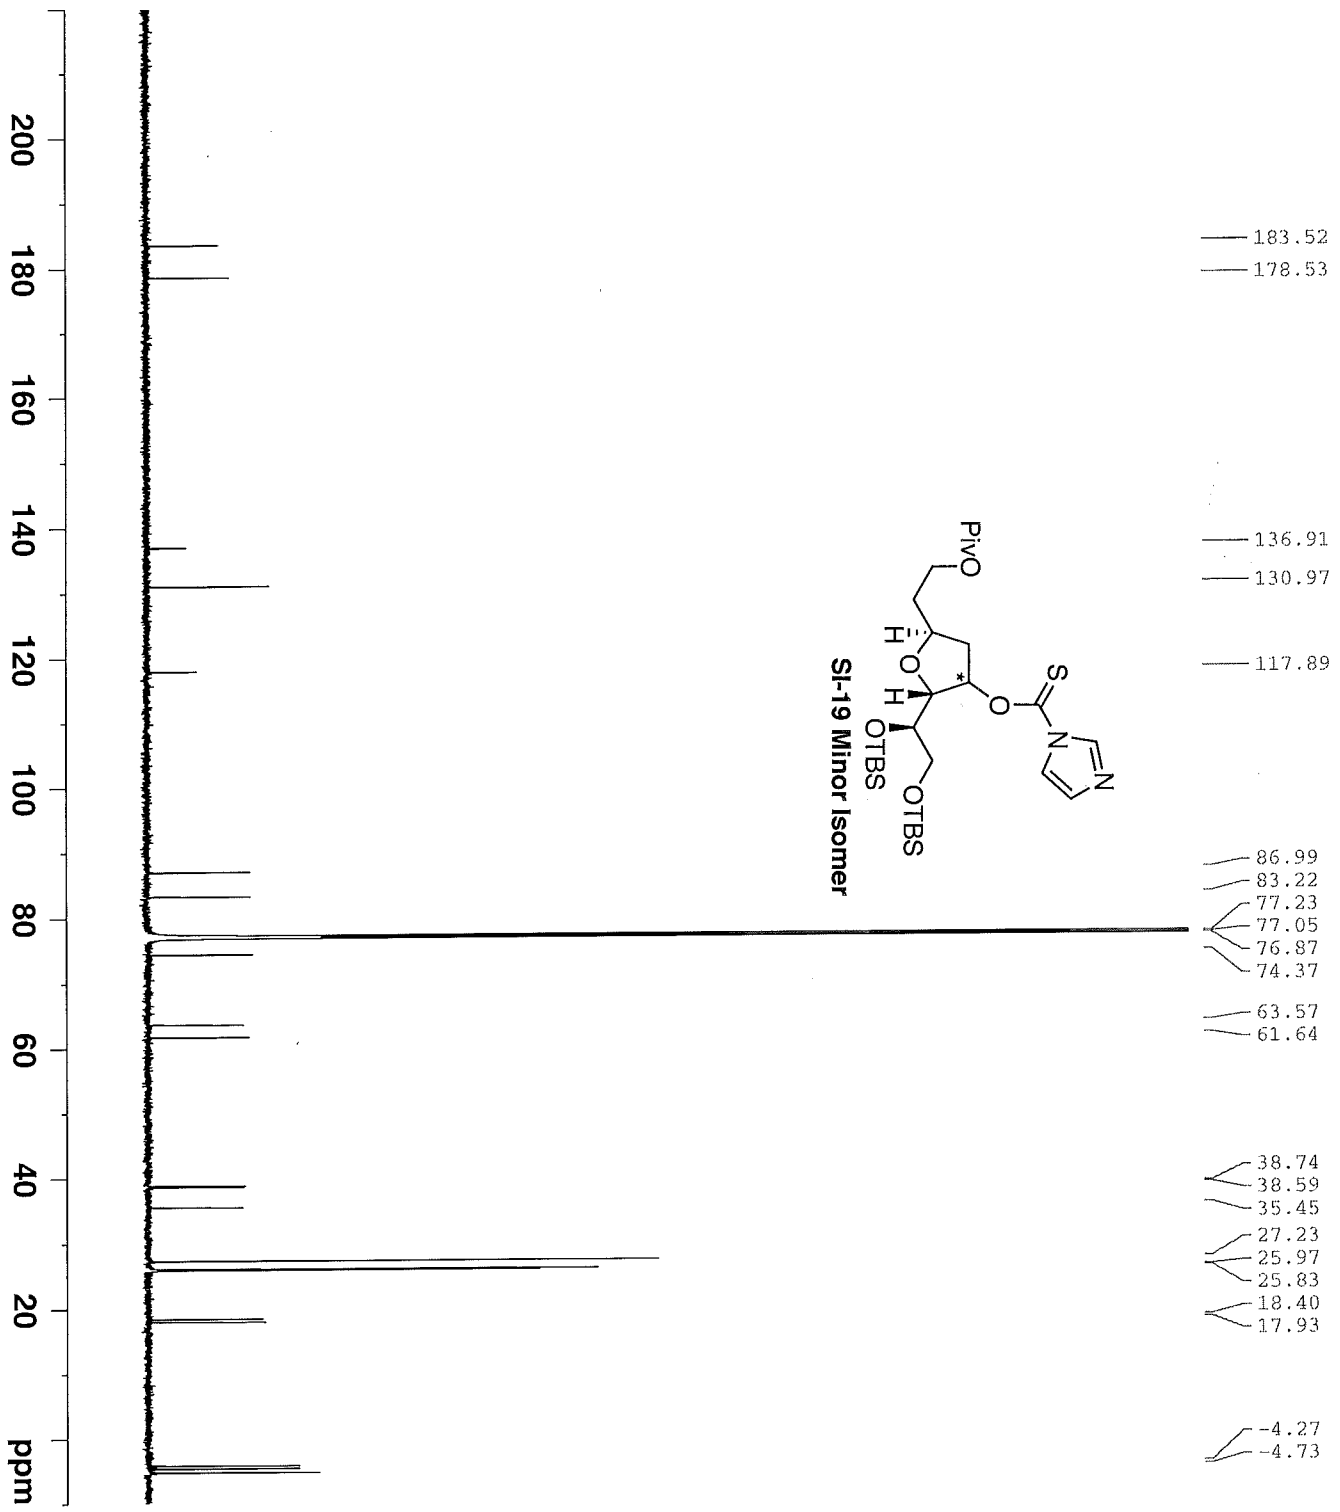 183.52
178.53
136.91
130.97
117.89
86.99
83.22
77.23
77.05
76.87
74.37
63.57
61.64
38.74
38.59
35.45
27.23
25.97
25.83
18.40
17.93
-4.27
-4.73
PivO
H
O
H
S
O
N
N
OTBS
OTBS
SI-19 Minor Isomer
200
180
160
140
120
100
80
60
40
20
ppm
*